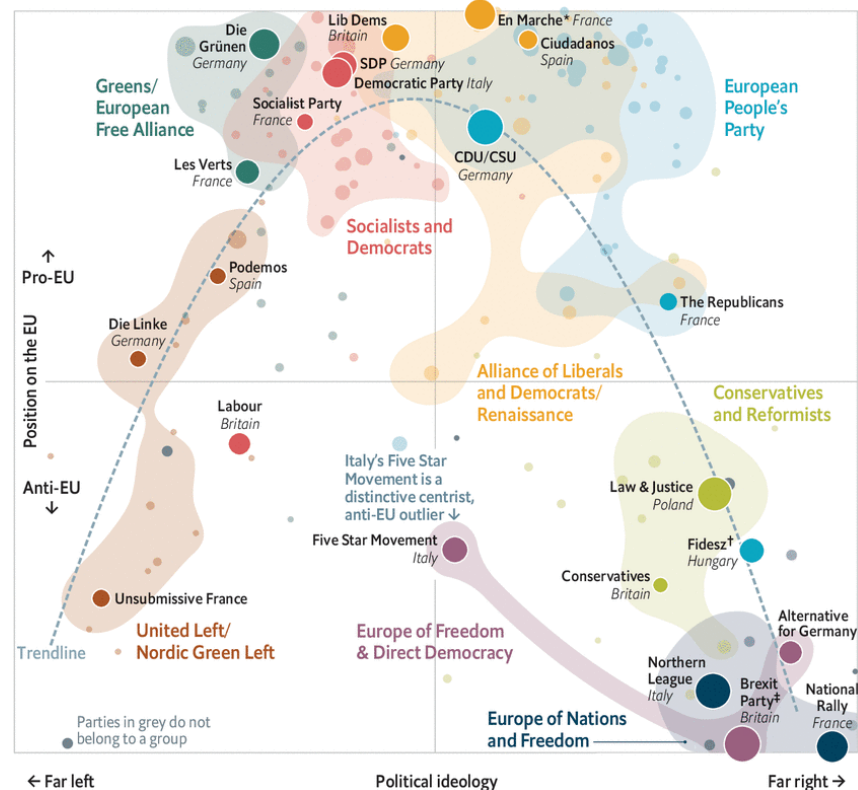 Die
Grünen
Germany
Lib Dems
Britain
En Marche* France
Ciudadanos
Spain
SDP Germany
Democratic Party Italy
Greens/
European
Free Alliance
Socialist Party
France
European
People's
Party
CDU/CSU
Germany
Les Verts
France
Socialists and
Democrats
↑
Pro-EU
Podemos
Spain
The Republicans
France
Die Linke
Germany
Position on the EU
Alliance of Liberals
and Democrats/
Renaissance
Conservatives
and Reformists
Labour
Britain
Anti-EU
↓
Italy's Five Star
Movement is a
distinctive centrist,
anti-EU outlier ↓
Law & Justice
Poland
Five Star Movement
Italy
Fidesz†
Hungary
Conservatives
Britain
Unsubmissive France
United Left/
Nordic Green Left
Trendline
Europe of Freedom
& Direct Democracy
Alternative
for Germany
Northern
League
Italy
Brexit
Party‡
Britain
National
Rally
France
Europe of Nations
and Freedom
Parties in grey do not
belong to a group
← Far left
Political ideology
Far right →